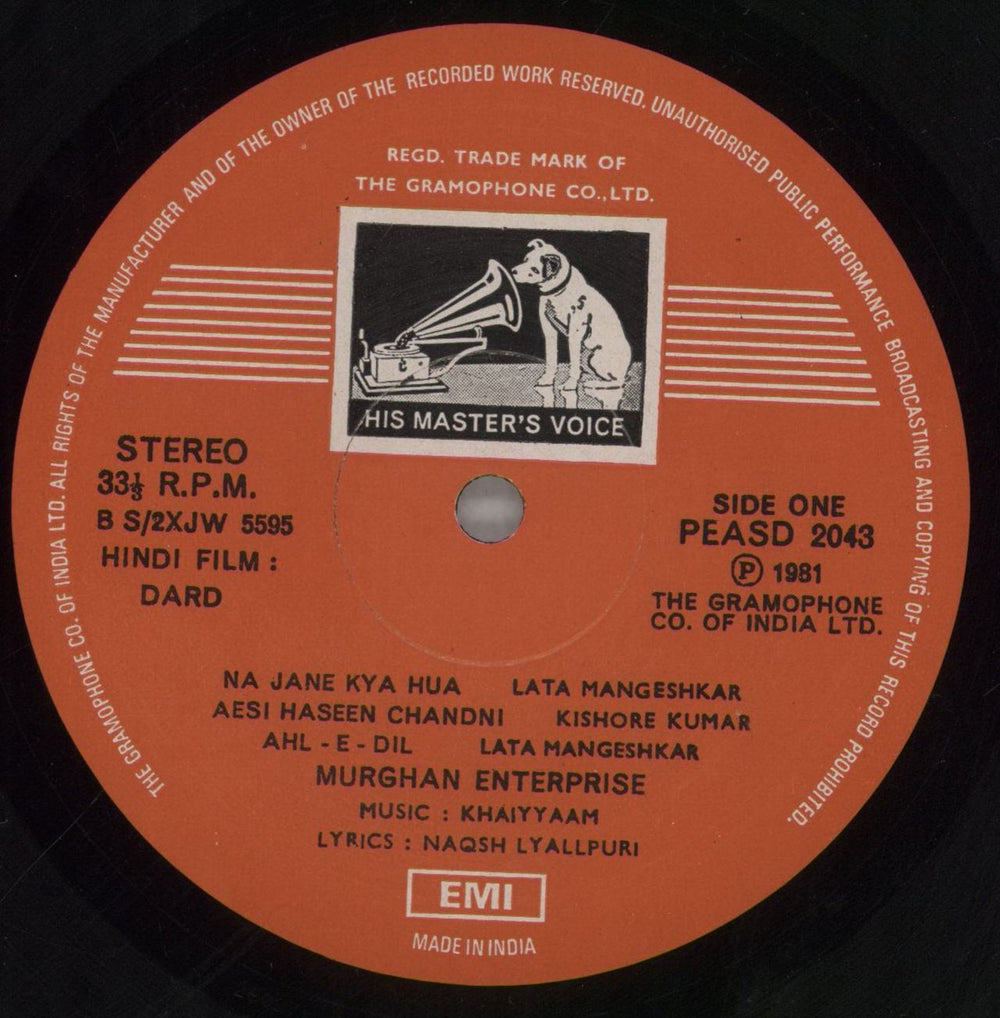 THE GRAMOPHONE CO. OF INDIA LTD. ALL RIGHTS OF THE MANUFACTURER AND OF THE OWNER OF THE RECORDED WORK RESERVED. UNAUTHORISED PUBLIC PERFORMANCE BROADCASTING AND COPYING OF THIS RECORD PROHIBITED.
REGD. TRADE MARK OF
THE GRAMOPHONE CO.,LTD.
HIS MASTER'S VOICE
STEREO
33⅓ R.P.M.
B S/2XJW 5595
HINDI FILM :
DARD
SIDE ONE
PEASD 2043
℗ 1981
THE GRAMOPHONE
CO. OF INDIA LTD.
NA JANE KYA HUA LATA MANGESHKAR
AESI HASEEN CHANDNI KISHORE KUMAR
AHL - E - DIL LATA MANGESHKAR
MURGHAN ENTERPRISE
MUSIC : KHAIYYAAM
LYRICS : NAQSH LYALLPURI
EMI
MADE IN INDIA